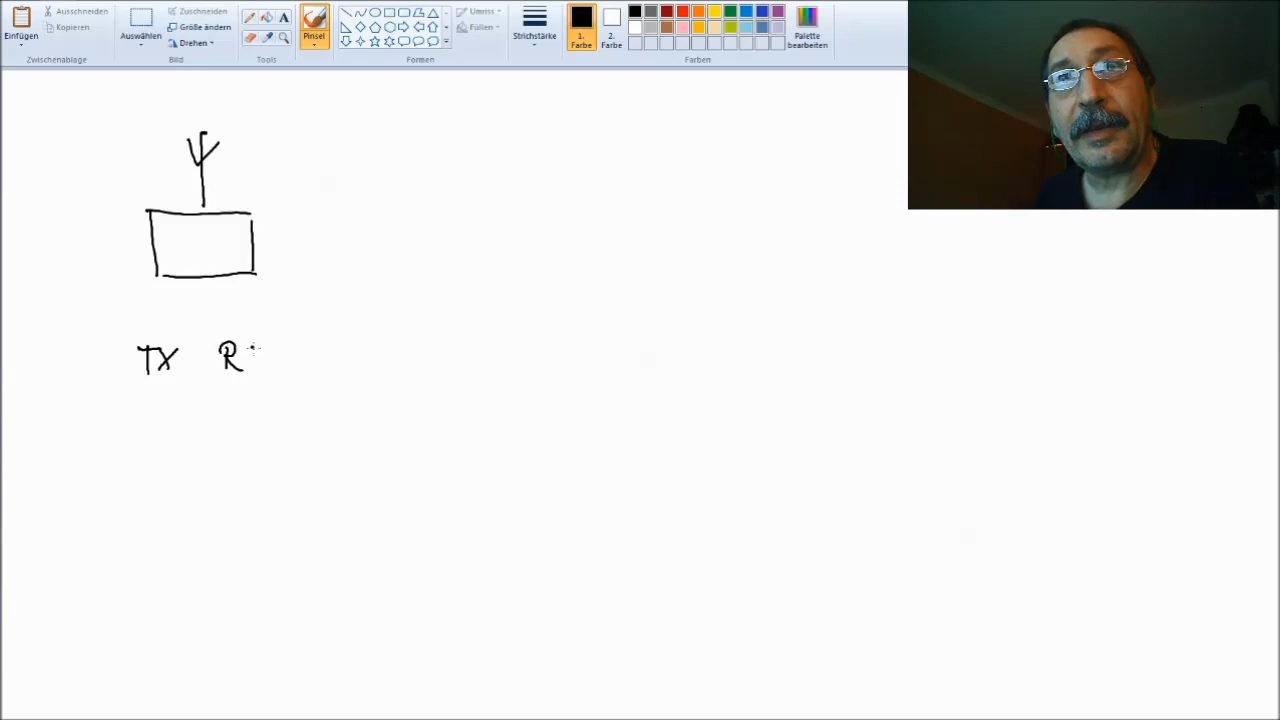 Einfügen
Ausschneiden
Kopieren
Zwischenablage
Auswählen
Zuschneiden
Größe ändern
Drehen
Bild
A
Tools
Pinsel
Umriss
Füllen
Formen
Strichstärke
1.
Farbe
2.
Farbe
Palette
bearbeiten
Farben
TX R